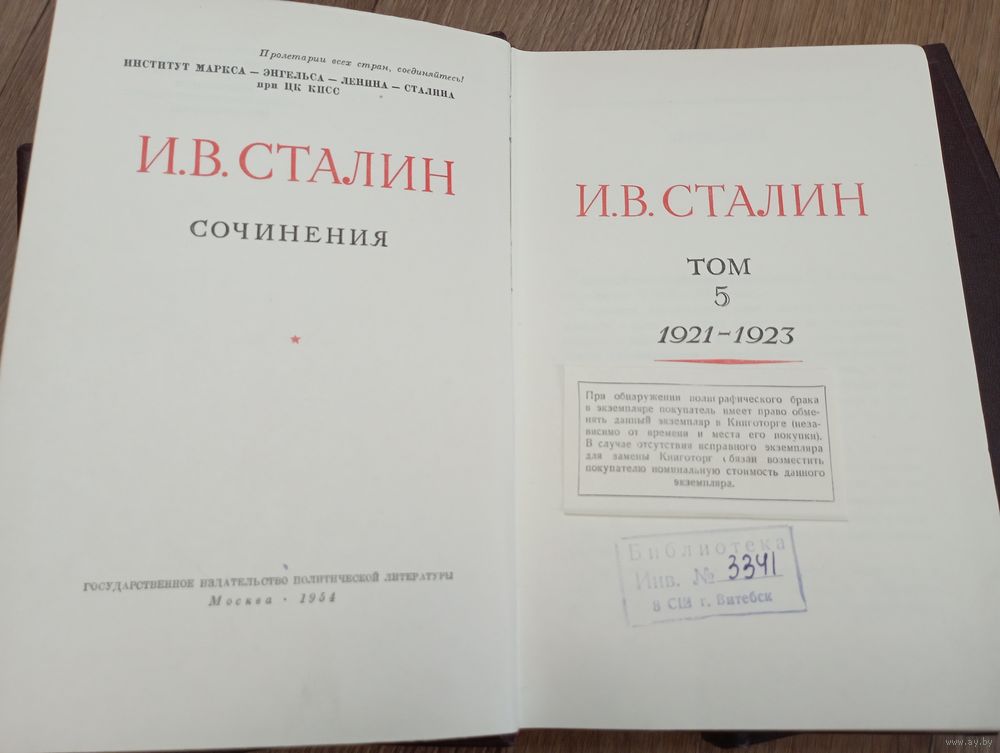 Пролетарии всех стран, соединяйтесь!
ИНСТИТУТ МАРКСА — ЭНГЕЛЬСА — ЛЕНИНА — СТАЛИНА
при ЦК КПСС
И.В. СТАЛИН
СОЧИНЕНИЯ
ГОСУДАРСТВЕННОЕ ИЗДАТЕЛЬСТВО ПОЛИТИЧЕСКОЙ ЛИТЕРАТУРЫ
Москва · 1954
И.В. СТАЛИН
ТОМ
5
1921–1923
При обнаружении полиграфического брака
в экземпляре покупатель имеет право обме-
нять данный экземпляр в Книготорге (неза-
висимо от времени и места его покупки).
В случае отсутствия исправного экземпляра
для замены Книготорг обязан возместить
покупателю номинальную стоимость данного
экземпляра.
Библиотека
Инв. № 3341
г. Витебск
www.ay.by